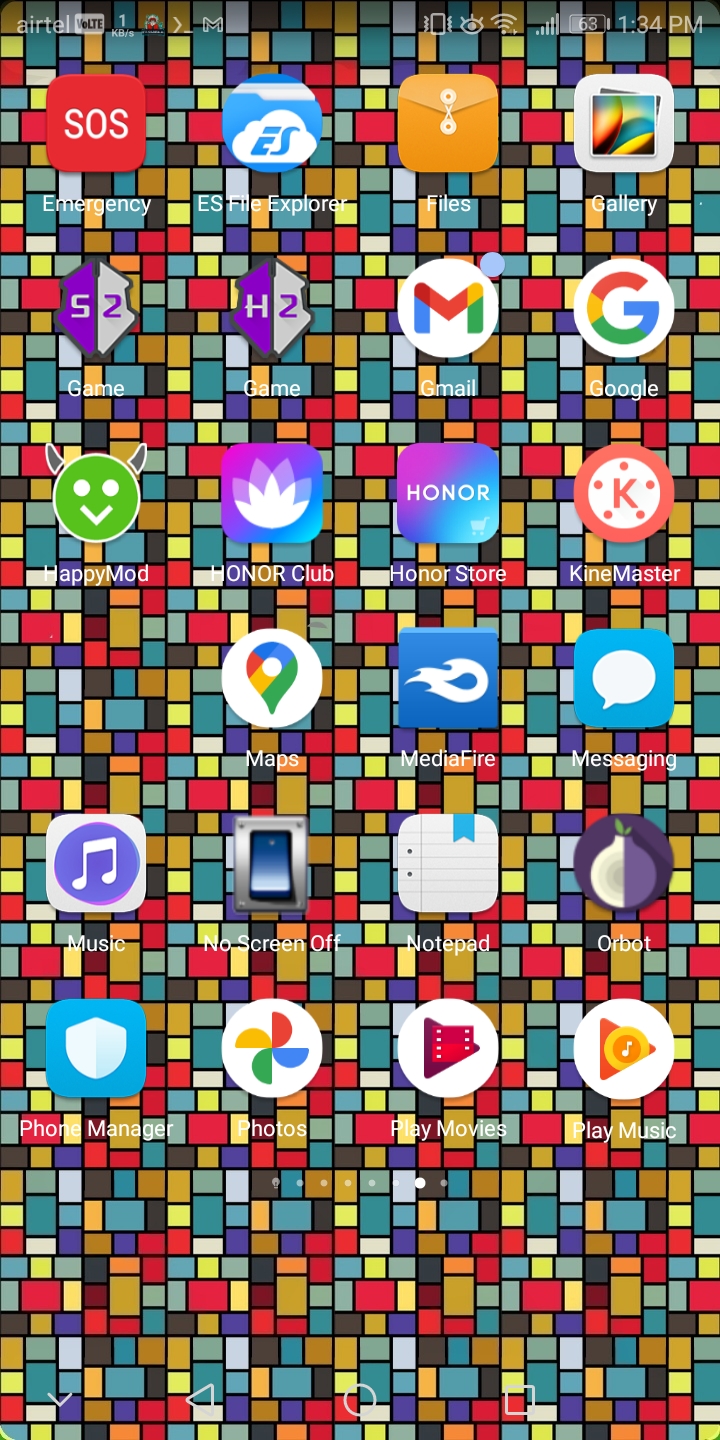 airtel VoLTE 1 KB/s 63 1:34 PM
SOS
ES
Emergency ES File Explorer Files Gallery
S 2 H 2
Game Game Gmail Google
HONOR
K
HappyMod HONOR Club Honor Store KineMaster
Maps MediaFire Messaging
Music No Screen Off Notepad Orbot
Phone Manager Photos Play Movies Play Music